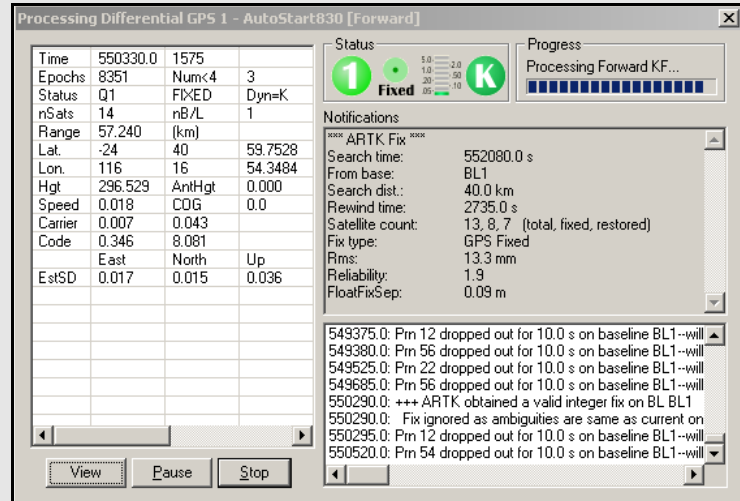 Processing Differential GPS 1 - AutoStart830 [Forward]
Time 550330.0 1575
Epochs 8351 Num<4 3
Status Q1 FIXED Dyn=K
nSats 14 nB/L 1
Range 57.240 (km)
Lat. -24 40 59.7528
Lon. 116 16 54.3484
Hgt 296.529 AntHgt 0.000
Speed 0.018 COG 0.0
Carrier 0.007 0.043
Code 0.346 8.081
East North Up
EstSD 0.017 0.015 0.036
View Pause Stop
Status
1 Fixed 5.0 1.0 .20 .05 2.0 .50 .10 K
Progress
Processing Forward KF...
Notifications
*** ARTK Fix ***
Search time: 552080.0 s
From base: BL1
Search dist.: 40.0 km
Rewind time: 2735.0 s
Satellite count: 13, 8, 7 (total, fixed, restored)
Fix type: GPS Fixed
Rms: 13.3 mm
Reliability: 1.9
FloatFixSep: 0.09 m
549375.0: Prn 12 dropped out for 10.0 s on baseline BL1--will
549380.0: Prn 56 dropped out for 10.0 s on baseline BL1--will
549525.0: Prn 22 dropped out for 10.0 s on baseline BL1--will
549685.0: Prn 56 dropped out for 10.0 s on baseline BL1--will
550290.0: +++ ARTK obtained a valid integer fix on BL BL1
550290.0: Fix ignored as ambiguities are same as current on
550295.0: Prn 12 dropped out for 10.0 s on baseline BL1--will
550520.0: Prn 54 dropped out for 10.0 s on baseline BL1--will